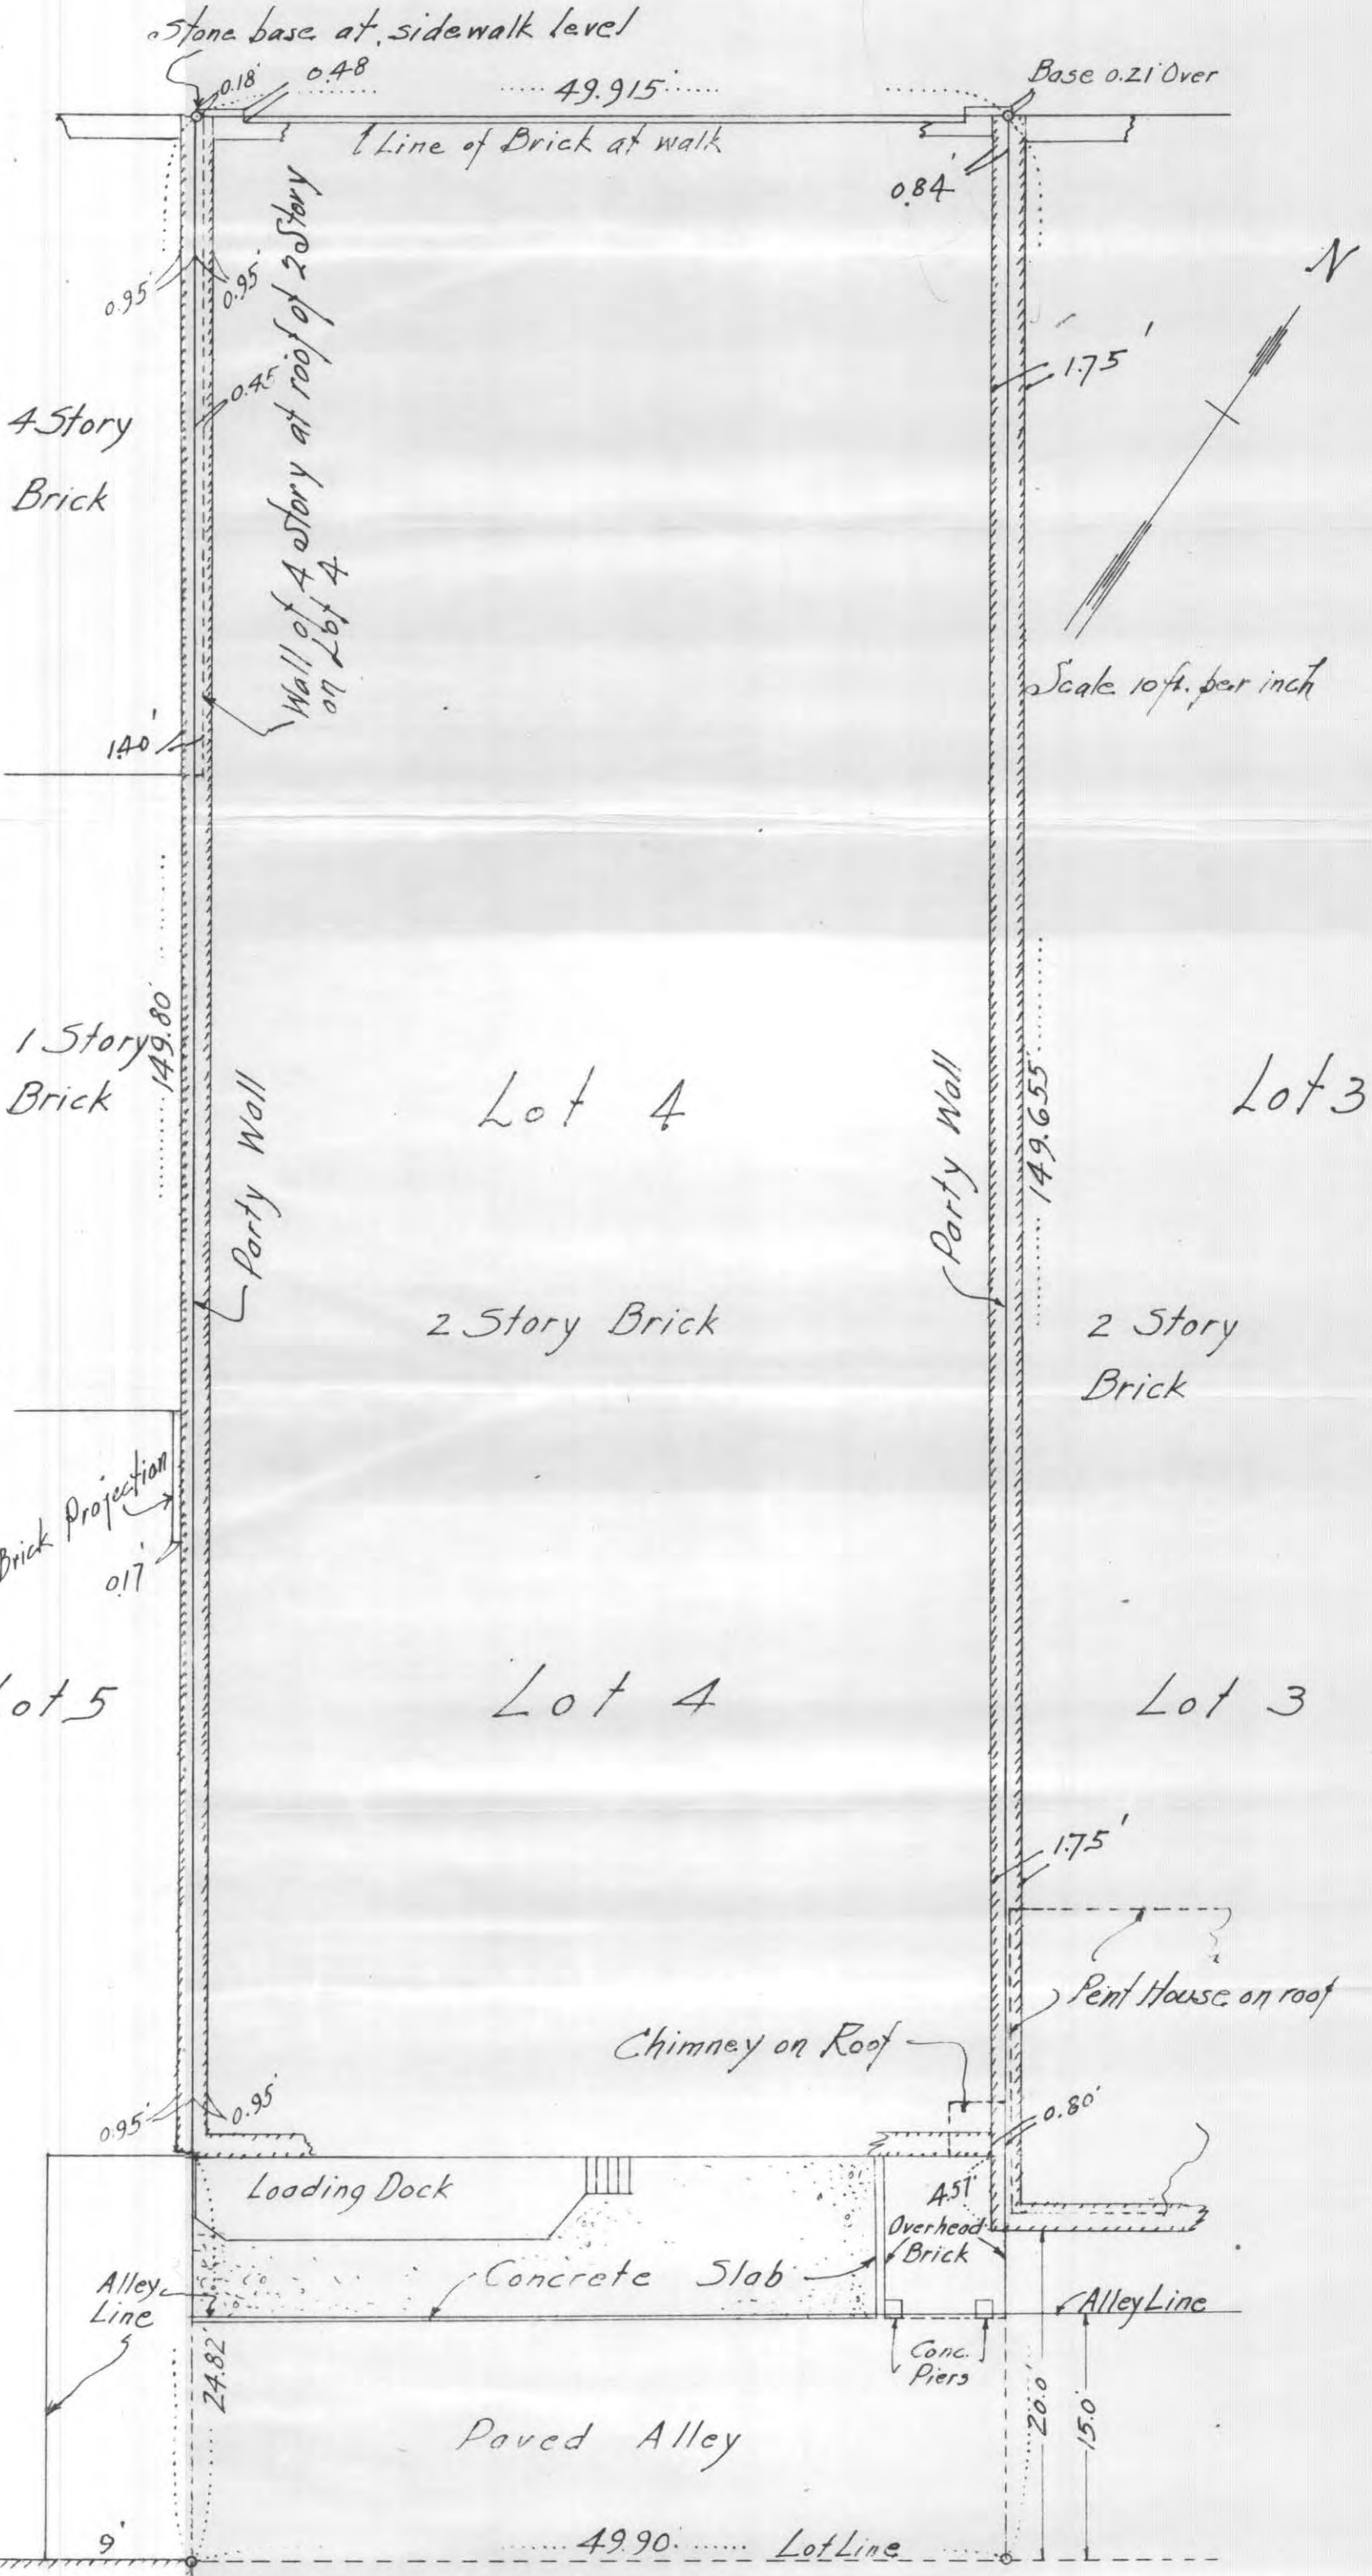 Stone base at sidewalk level
0.18'
0.48
49.915'
Base 0.21' Over
Line of Brick at walk
0.84'
0.95'
0.95'
0.45'
Wall of 4 Story at roof of 2 Story
on Lot 4
N
1.75'
4 Story
Brick
Scale 10 ft. per inch
1.40'
149.80'
1 Story
Brick
Party Wall
Lot 4
Party Wall
149.655'
Lot 3
2 Story Brick
2 Story
Brick
Brick Projection
0.17'
ot 5
Lot 4
Lot 3
1.75'
Pent House on roof
Chimney on Roof
0.95'
0.95'
0.80'
Loading Dock
4.57'
Overhead
Brick
Concrete Slab
Alley
Line
Alley Line
24.82'
Conc.
Piers
20.0'
15.0'
Paved Alley
9'
49.90'
Lot Line